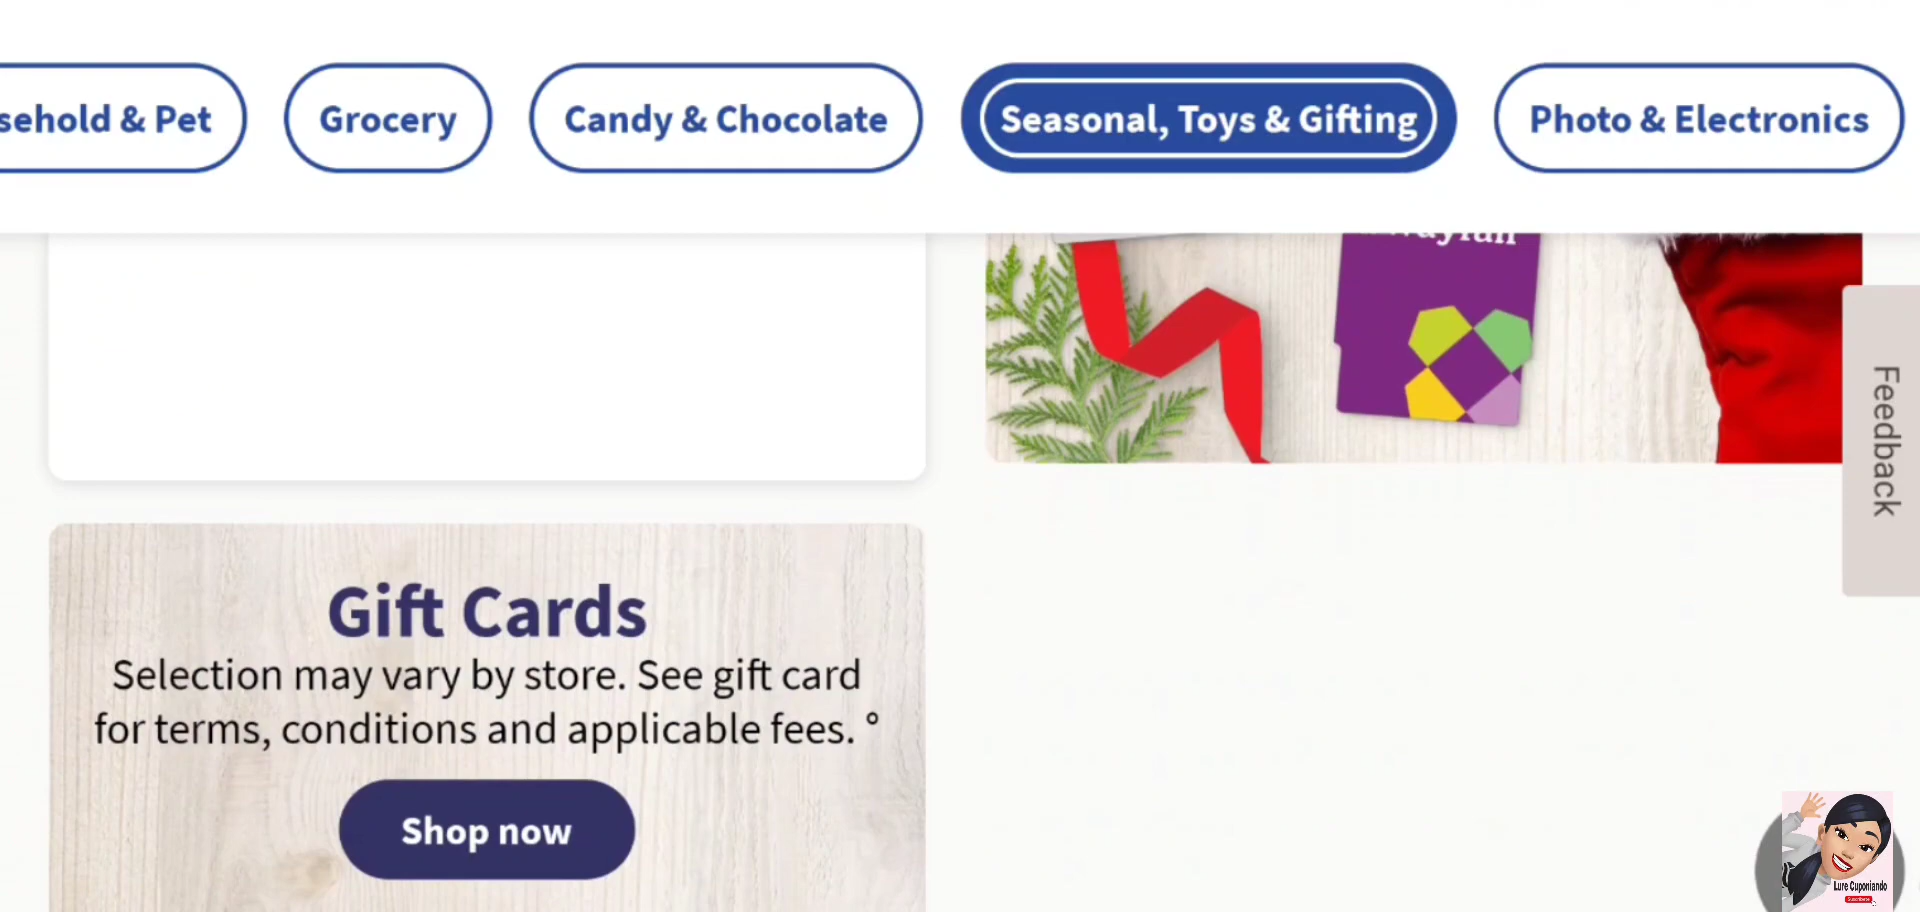 sehold & Pet
Grocery
Candy & Chocolate
Seasonal, Toys & Gifting
Photo & Electronics
Feedback
Gift Cards
Selection may vary by store. See gift card
for terms, conditions and applicable fees. °
Shop now
Lure Cuponiando